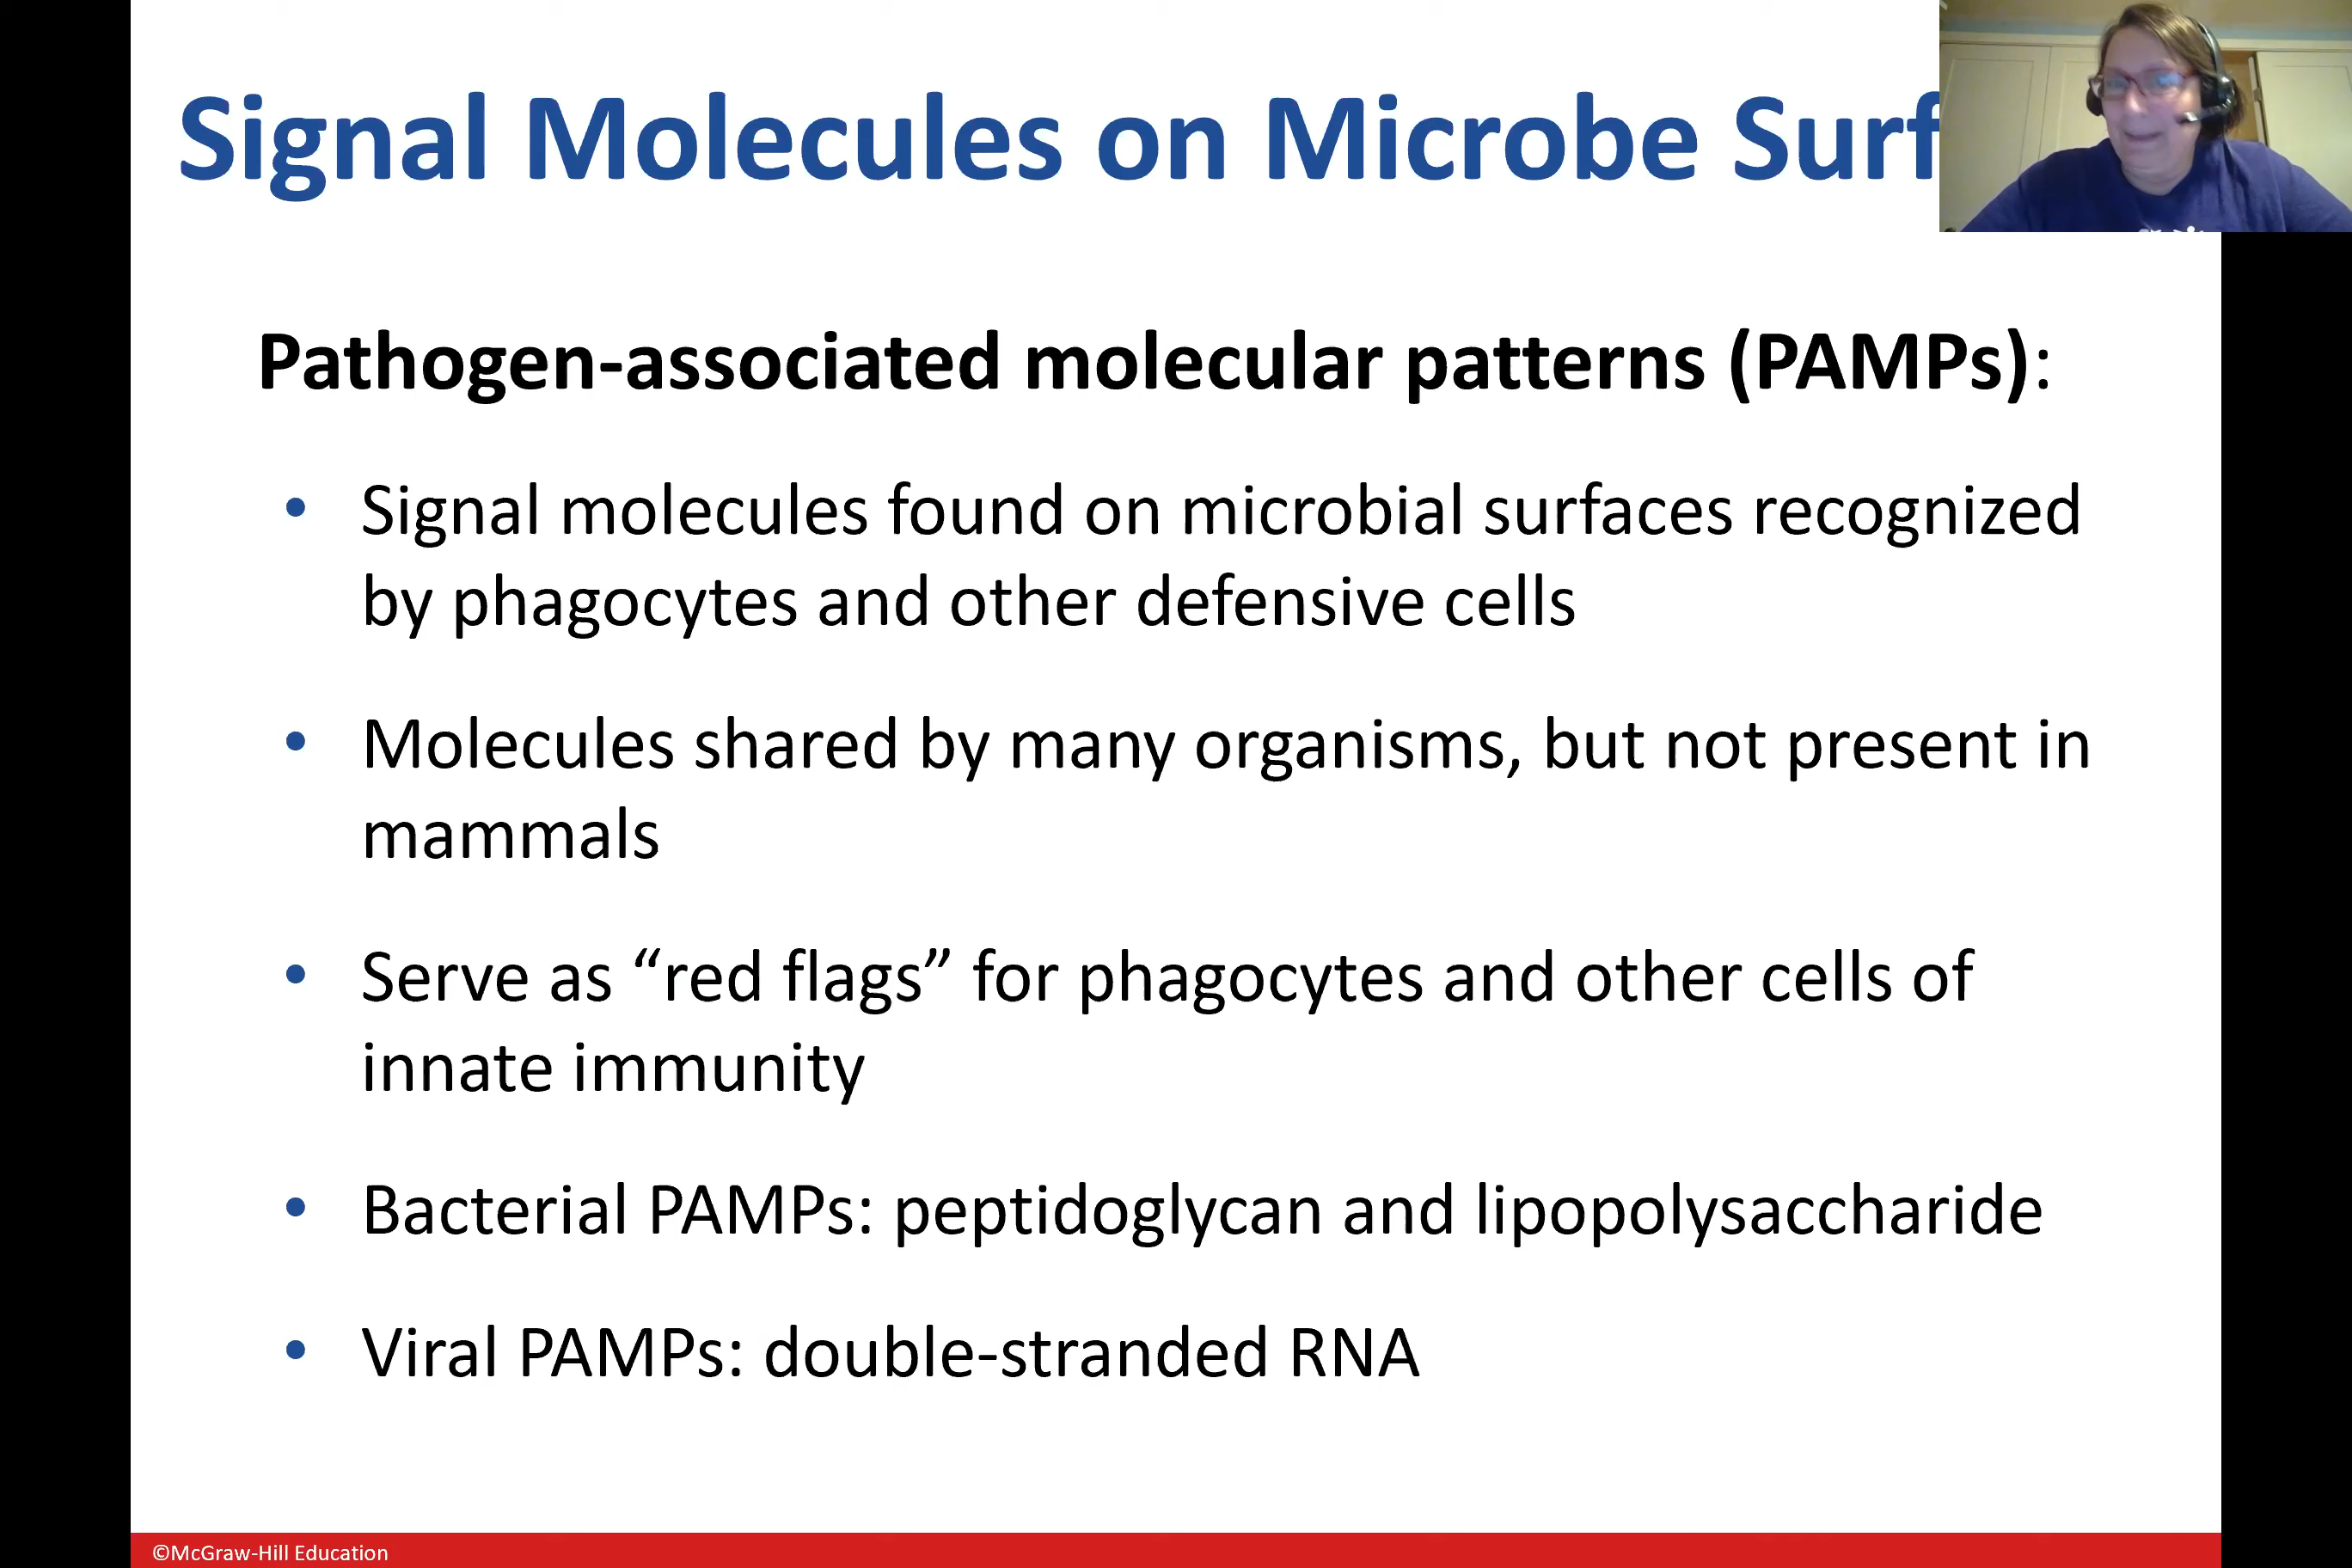 Signal Molecules on Microbe Surf
Pathogen-associated molecular patterns (PAMPs):
• Signal molecules found on microbial surfaces recognized
by phagocytes and other defensive cells
• Molecules shared by many organisms, but not present in
mammals
• Serve as “red flags” for phagocytes and other cells of
innate immunity
• Bacterial PAMPs: peptidoglycan and lipopolysaccharide
• Viral PAMPs: double-stranded RNA
©McGraw-Hill Education